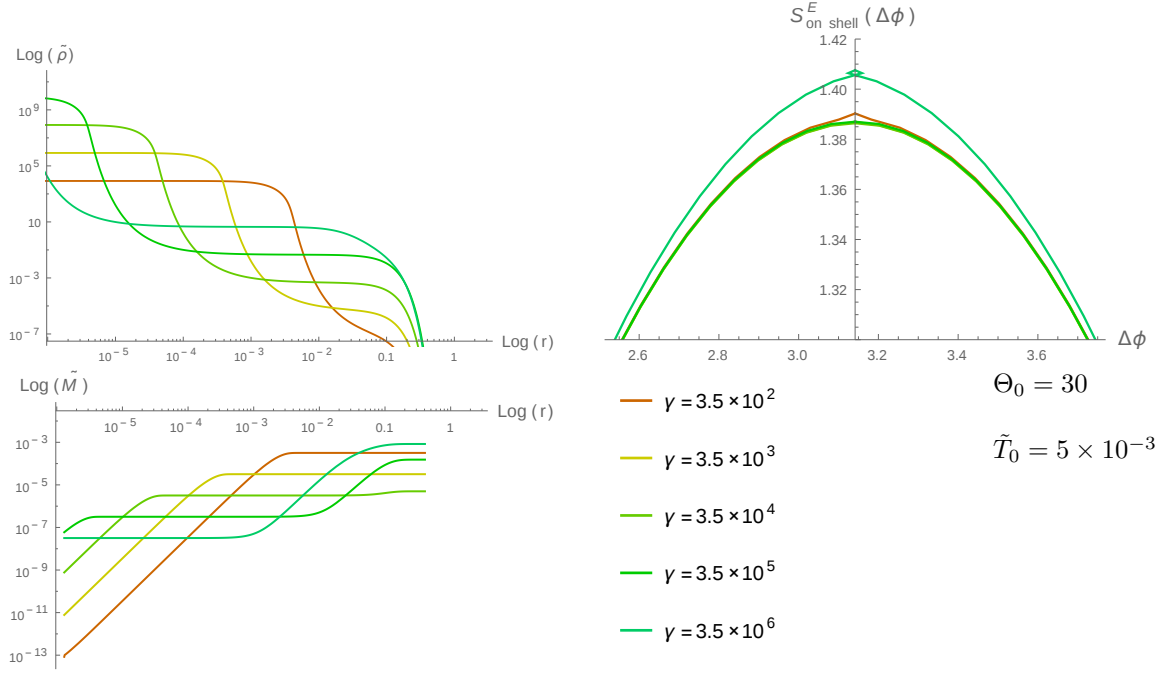 Log ( ρ̃ )
10⁹
10⁵
10
10⁻³
10⁻⁷
10⁻⁵ 10⁻⁴ 10⁻³ 10⁻² 0.1 1
Log ( r )
Log ( M̃ )
Log ( r )
10⁻⁵ 10⁻⁴ 10⁻³ 10⁻² 0.1 1
10⁻³
10⁻⁵
10⁻⁷
10⁻⁹
10⁻¹¹
10⁻¹³
S^E_on shell ( Δϕ )
1.42
1.40
1.38
1.36
1.34
1.32
2.6 2.8 3.0 3.2 3.4 3.6
Δϕ
γ = 3.5 × 10²
γ = 3.5 × 10³
γ = 3.5 × 10⁴
γ = 3.5 × 10⁵
γ = 3.5 × 10⁶
Θ₀ = 30
T̃₀ = 5 × 10⁻³